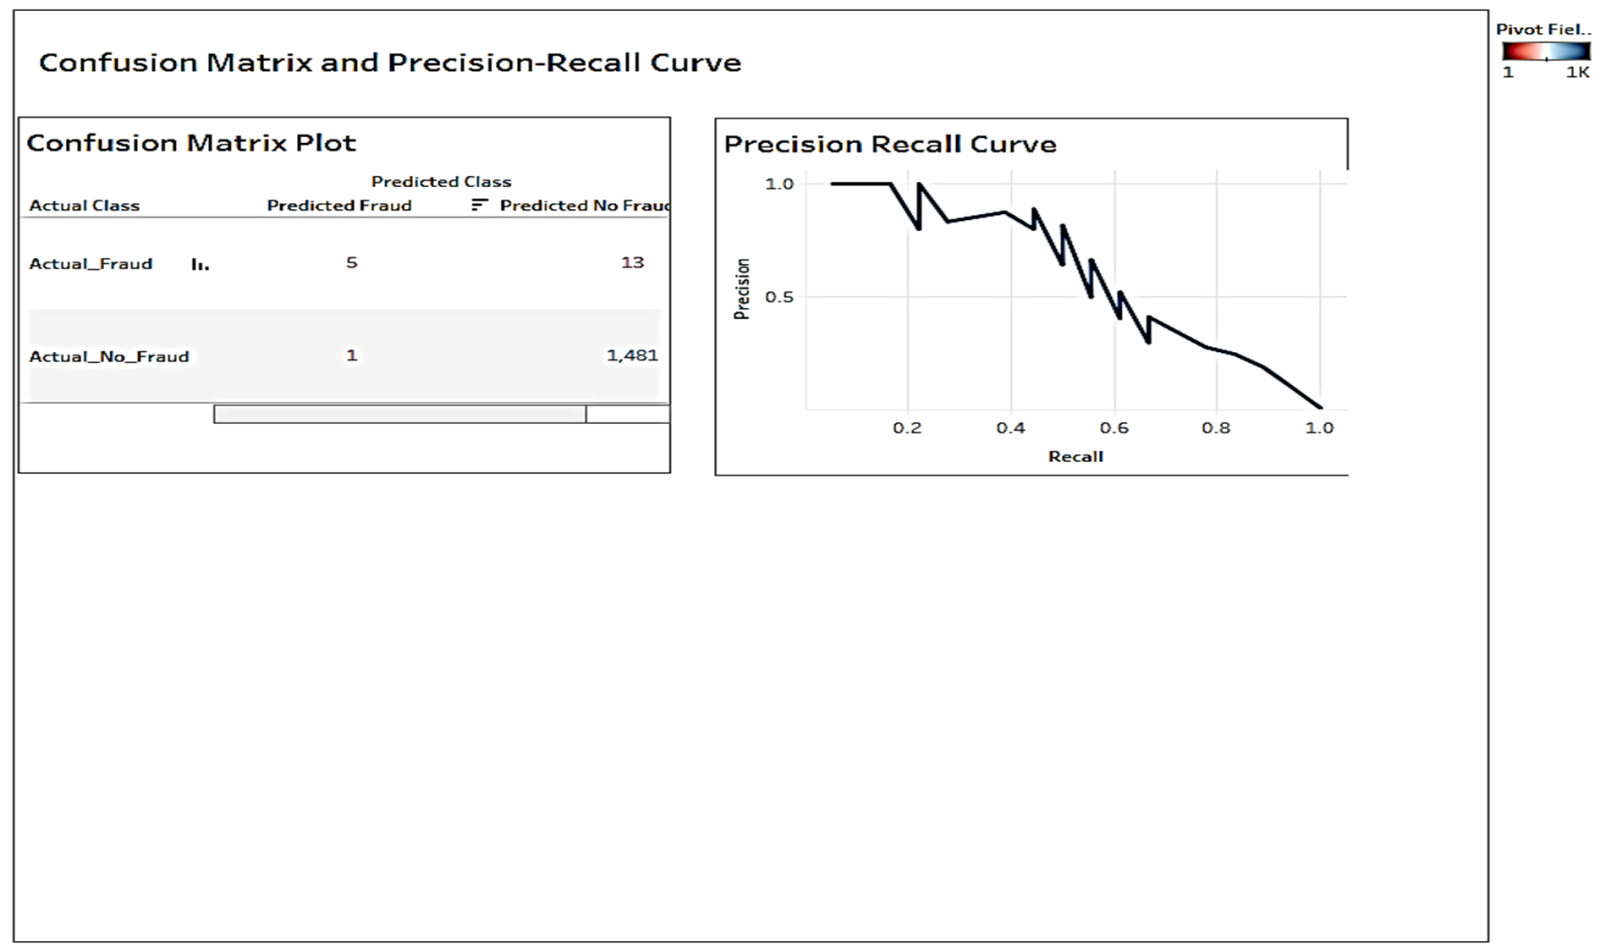 Pivot Fiel..
1 1K
Confusion Matrix and Precision-Recall Curve
Confusion Matrix Plot
Predicted Class
Actual Class Predicted Fraud Predicted No Frauc
Actual_Fraud 5 13
Actual_No_Fraud 1 1,481
Precision Recall Curve
1.0
0.5
Precision
0.2 0.4 0.6 0.8 1.0
Recall